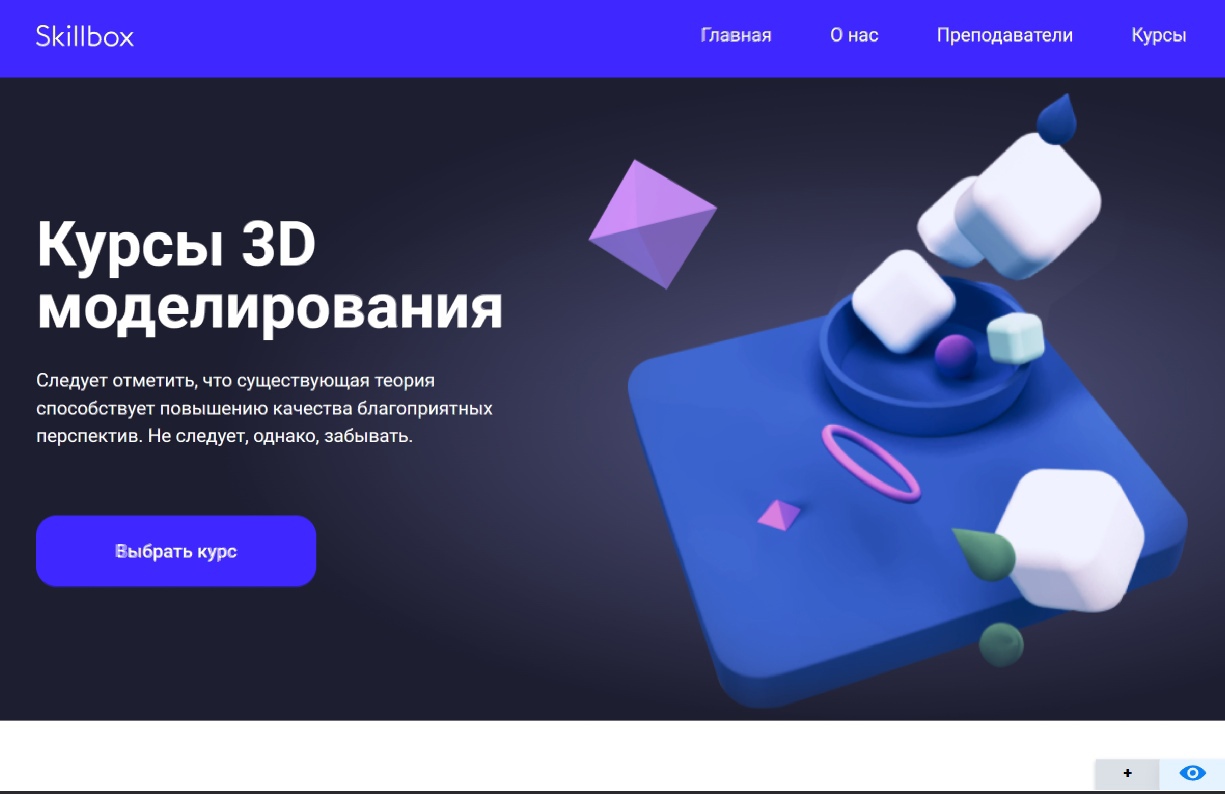 Skillbox
Главная О нас Преподаватели Курсы
Курсы 3D
моделирования
Следует отметить, что существующая теория
способствует повышению качества благоприятных
перспектив. Не следует, однако, забывать.
Выбрать курс
+